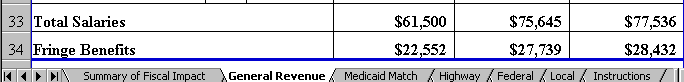 33 Total Salaries $61,500 $75,645 $77,536
34 Fringe Benefits $22,552 $27,739 $28,432
Summary of Fiscal Impact General Revenue Medicaid Match Highway Federal Local Instructions